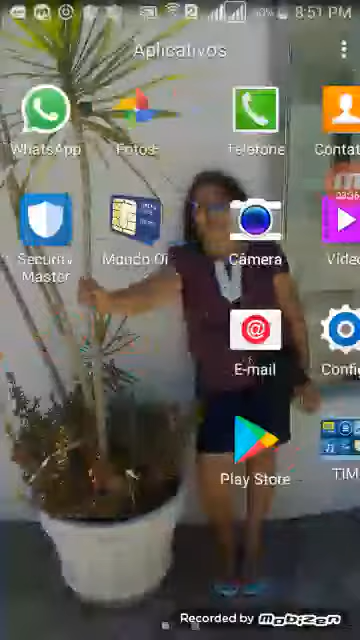 8:51 PM
Aplicativos
WhatsApp
Fotos
Telefone
Contat
Security
Master
Mundo Oi
Câmera
Víde
E-mail
Config
Play Store
TIM
Recorded by mobizen